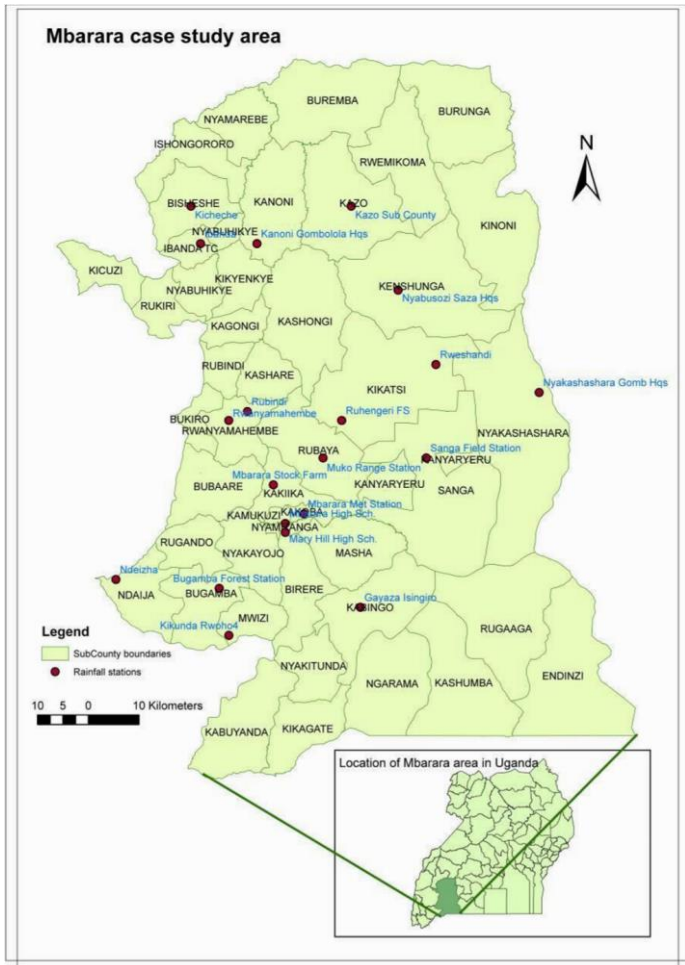 Mbarara case study area
BUREMBA
BURUNGA
NYAMAREBE
ISHONGORORO
RWEMIKOMA
N
BISHESHE
KANONI
KAZO
Kicheche
Kazo Sub County
KINONI
NYABUHIKYE
Kanoni Gombolola Hqs
IBANDA TC
KICUZI
KIKYENKYE
KENSHUNGA
NYABUHIKYE
Nyabusozi Saza Hqs
RUKIRI
KAGONGI
KASHONGI
Rweshandi
RUBINDI
KASHARE
KIKATSI
Nyakashashara Gomb Hqs
Rubindi
BUKIRO
Rwanyamahembe
Ruhengeri FS
RWANYAMAHEMBE
NYAKASHASHARA
RUBAYA
Sanga Field Station
KANYARYERU
Muko Range Station
Mbarara Stock Farm
BUBAARE
KANYARYERU
SANGA
KAKIIKA
Mbarara Met Station
KAMUKUZI
KAKOBA
High Sch.
RUGANDO
Mary Hill High Sch.
NYAKAYOJO
MASHA
Ndeizha
Bugamba Forest Station
NDAIJA
BUGAMBA
BIRERE
Gayaza Isingiro
KABINGO
Kikunda Rwpho4
MWIZI
RUGAAGA
Legend
SubCounty boundaries
Rainfall stations
NYAKITUNDA
NGARAMA
KASHUMBA
ENDINZI
10 5 0 10 Kilometers
KABUYANDA
KIKAGATE
Location of Mbarara area in Uganda